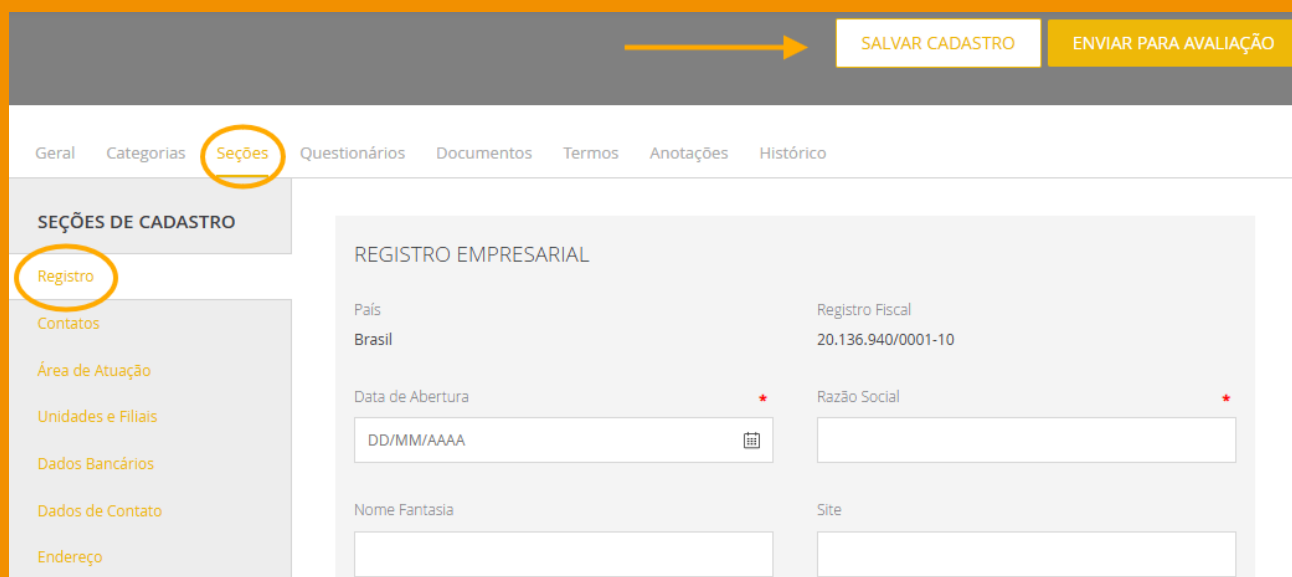 SALVAR CADASTRO ENVIAR PARA AVALIAÇÃO
Geral Categorias Seções Questionários Documentos Termos Anotações Histórico
SEÇÕES DE CADASTRO
Registro
Contatos
Área de Atuação
Unidades e Filiais
Dados Bancários
Dados de Contato
Endereço
REGISTRO EMPRESARIAL
País Registro Fiscal
Brasil 20.136.940/0001-10
Data de Abertura * Razão Social *
DD/MM/AAAA
Nome Fantasia Site